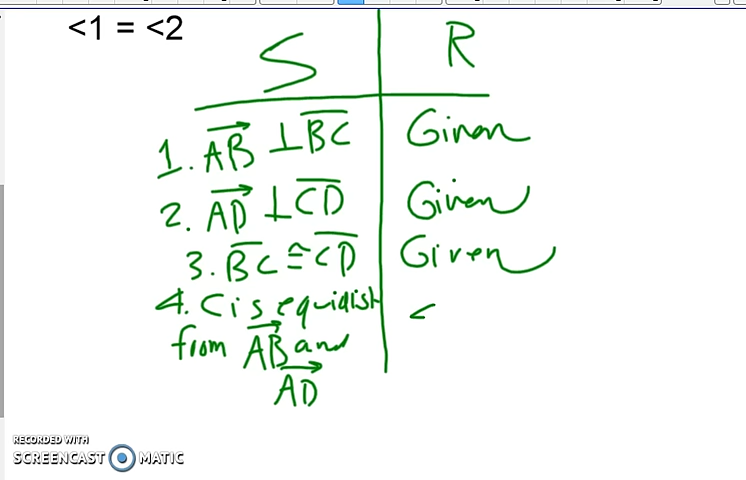 <1 = <2
S R
1. AB ⊥ BC Given
2. AD ⊥ CD Given
3. BC ≅ CD Given
4. C is equidist <
from AB and
AD
RECORDED WITH
SCREENCAST MATIC